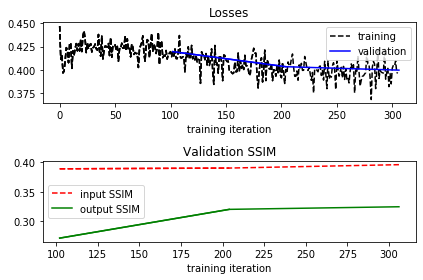 Losses
0.450
0.425
0.400
0.375
training
validation
0 50 100 150 200 250 300
training iteration
Validation SSIM
0.40
0.35
0.30
input SSIM
output SSIM
100 125 150 175 200 225 250 275 300
training iteration